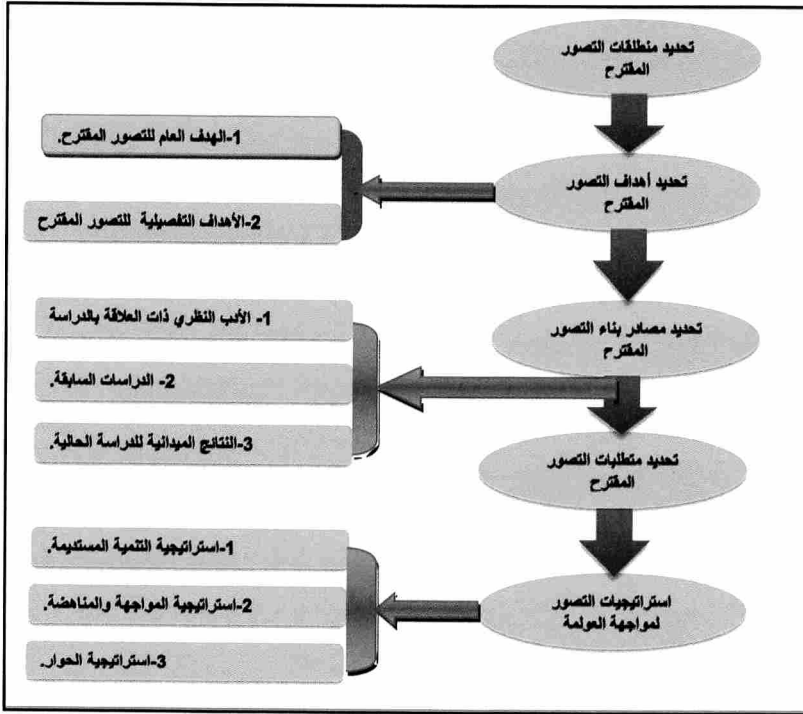 تحديد منطلقات التصور
المقترح
تحديد أهداف التصور
المقترح
1-الهدف العام للتصور المقترح.
2-الأهداف التفصيلية للتصور المقترح
تحديد مصادر بناء التصور
المقترح
1- الأدب النظري ذات العلاقة بالدراسة
2- الدراسات السابقة.
3-النتائج الميدانية للدراسة الحالية.
تحديد متطلبات التصور
المقترح
استراتيجيات التصور
لمواجهة العولمة
1-استراتيجية التنمية المستديمة.
2-استراتيجية المواجهة والمناهضة.
3-استراتيجية الحوار.